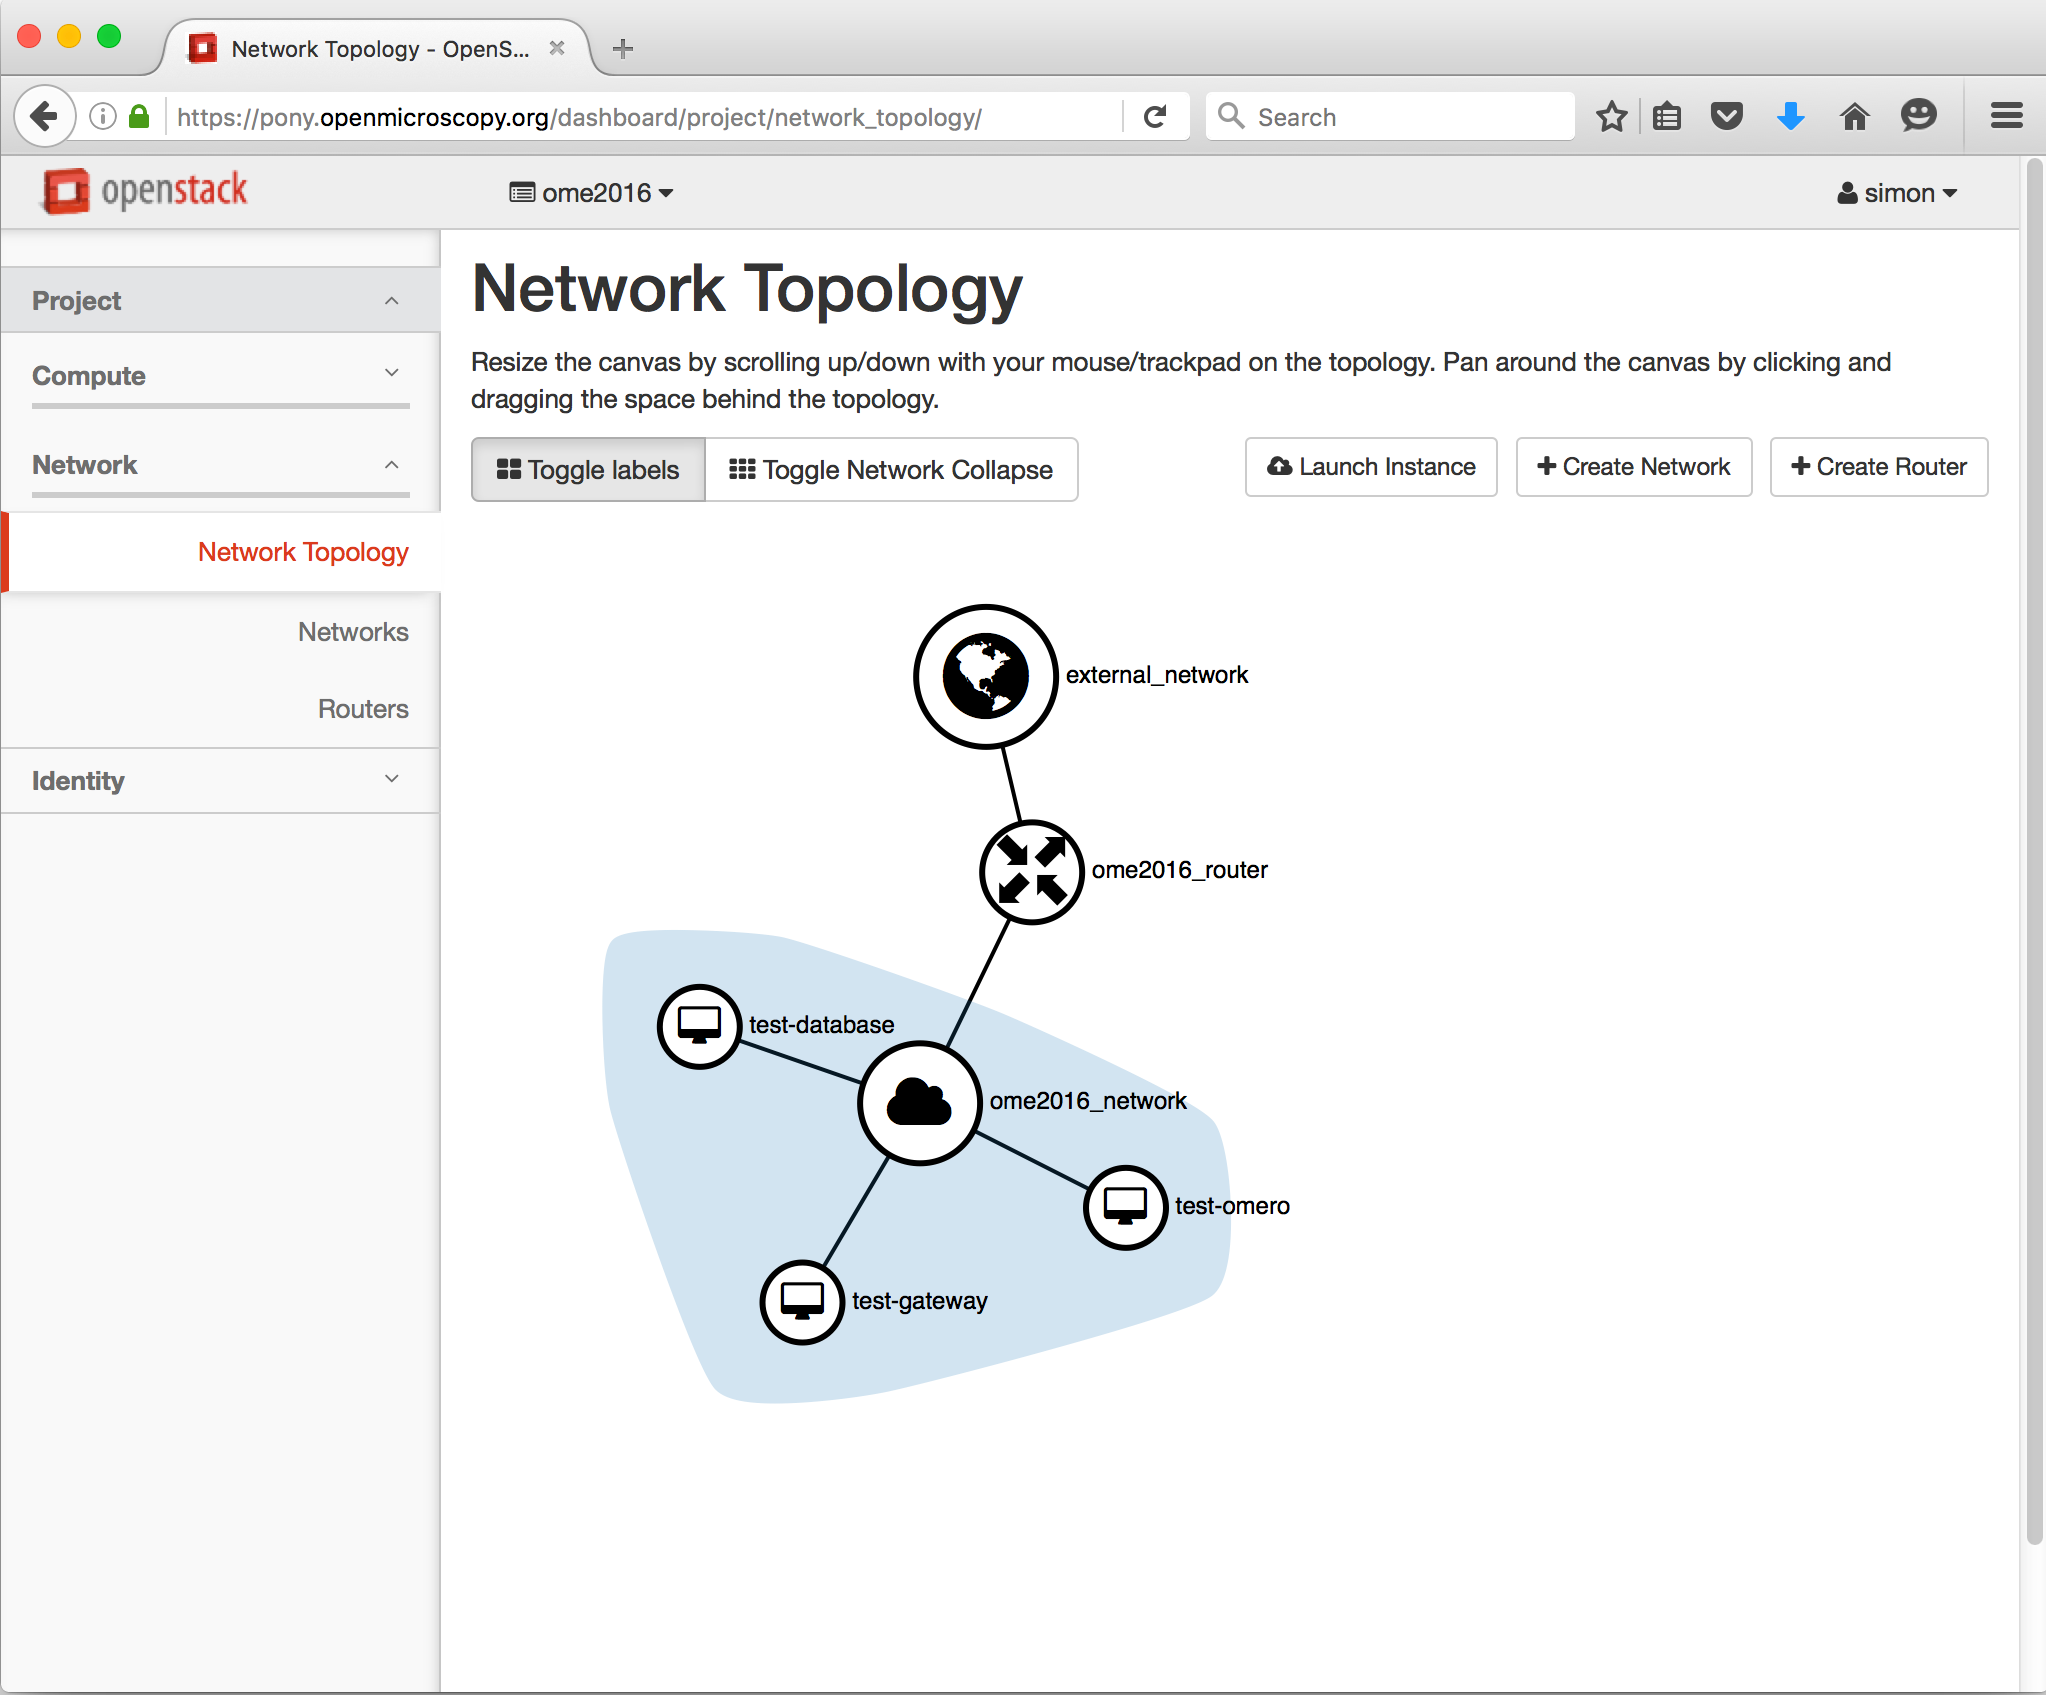 Network Topology - OpenS...
https://pony.openmicroscopy.org/dashboard/project/network_topology/
Search
openstack
ome2016
simon
Project
Compute
Network
Network Topology
Networks
Routers
Identity
Network Topology
Resize the canvas by scrolling up/down with your mouse/trackpad on the topology. Pan around the canvas by clicking and
dragging the space behind the topology.
Toggle labels
Toggle Network Collapse
Launch Instance
Create Network
Create Router
external_network
ome2016_router
test-database
ome2016_network
test-omero
test-gateway